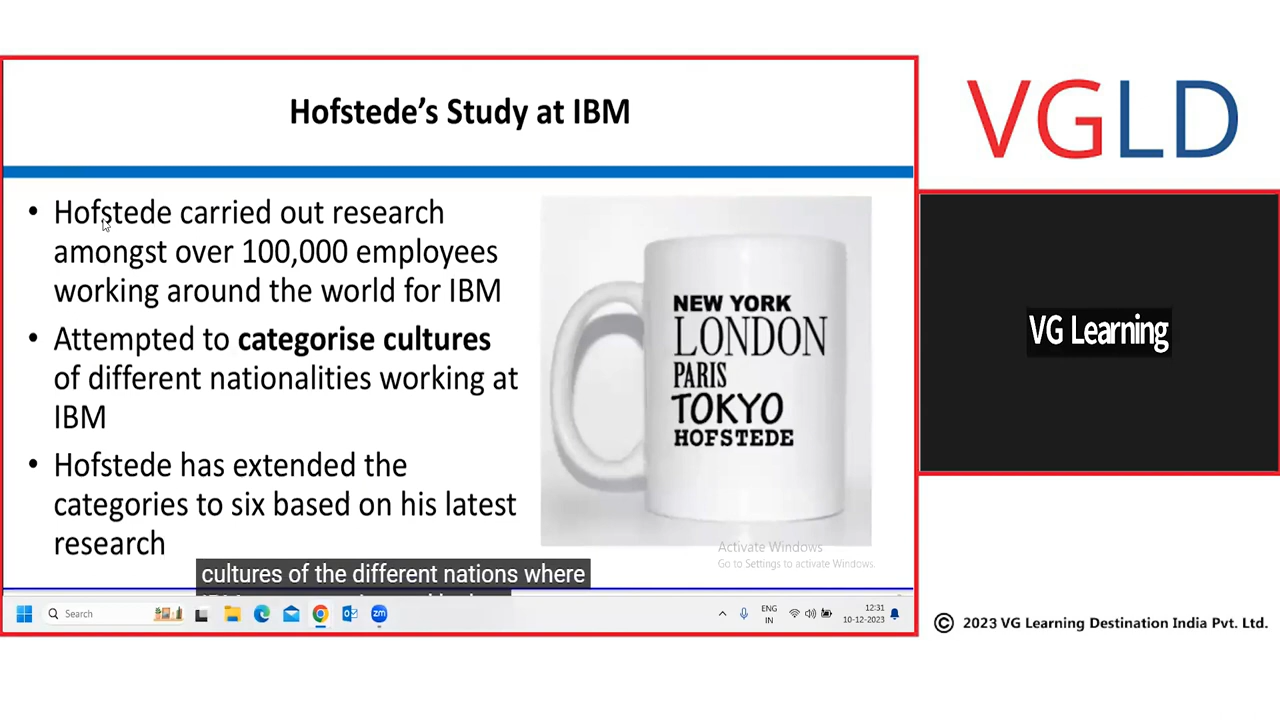 Hofstede's Study at IBM
• Hofstede carried out research
amongst over 100,000 employees
working around the world for IBM
• Attempted to categorise cultures
of different nationalities working at
IBM
• Hofstede has extended the
categories to six based on his latest
research
NEW YORK
LONDON
PARIS
TOKYO
HOFSTEDE
Activate Windows
Go to Settings to activate Windows.
cultures of the different nations where
Search
ENG
IN
12:31
10-12-2023
zm
VGLD
VG Learning
© 2023 VG Learning Destination India Pvt. Ltd.